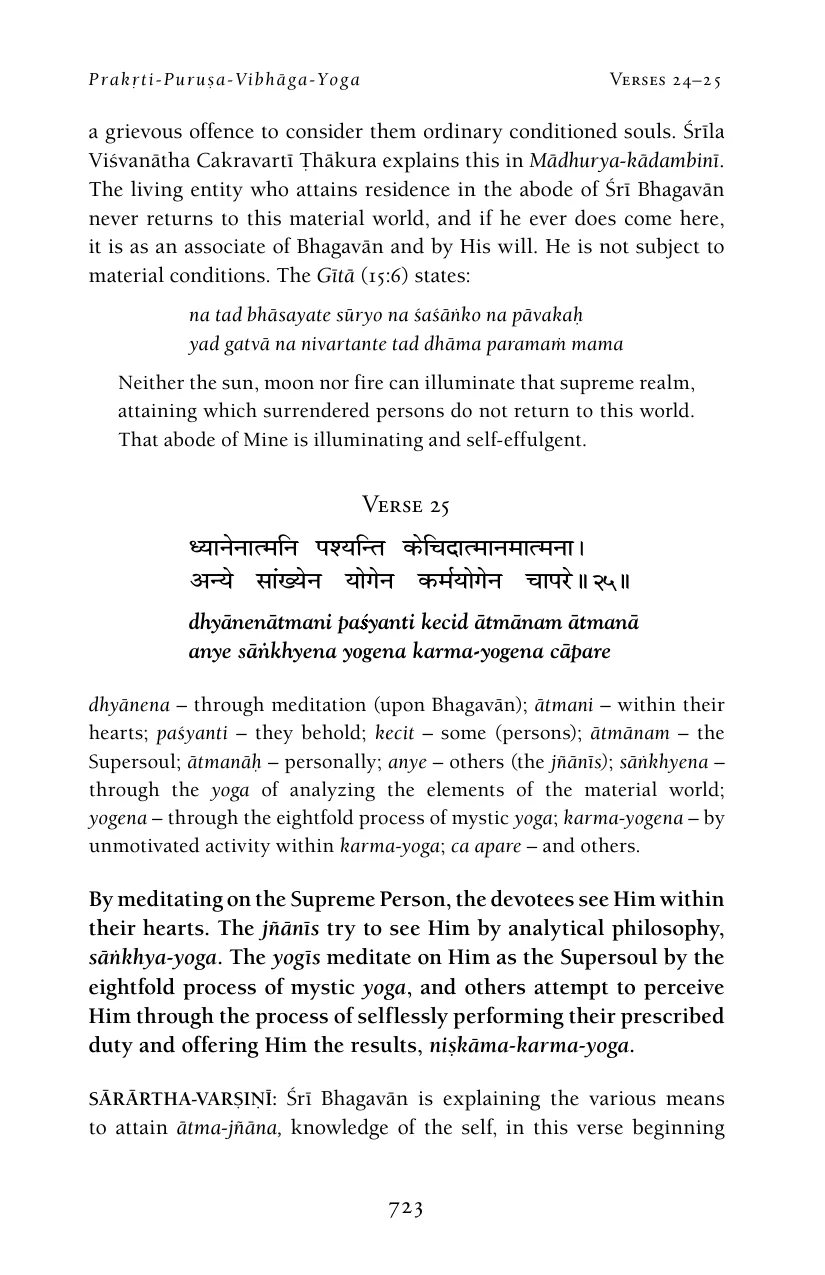 Prakṛti-Puruṣa-Vibhāga-Yoga Verses 24–25
a grievous offence to consider them ordinary conditioned souls. Śrīla
Viśvanātha Cakravartī Ṭhākura explains this in Mādhurya-kādambinī.
The living entity who attains residence in the abode of Śrī Bhagavān
never returns to this material world, and if he ever does come here,
it is as an associate of Bhagavān and by His will. He is not subject to
material conditions. The Gītā (15:6) states:
na tad bhāsayate sūryo na śaśāṅko na pāvakaḥ
yad gatvā na nivartante tad dhāma paramaṁ mama
Neither the sun, moon nor fire can illuminate that supreme realm,
attaining which surrendered persons do not return to this world.
That abode of Mine is illuminating and self-effulgent.
Verse 25
ध्यानेनात्मनि पश्यन्ति केचिदात्मानमात्मना।
अन्ये सांख्येन योगेन कर्मयोगेन चापरे॥२५॥
dhyānenātmani paśyanti kecid ātmānam ātmanā
anye sāṅkhyena yogena karma-yogena cāpare
dhyānena – through meditation (upon Bhagavān); ātmani – within their
hearts; paśyanti – they behold; kecit – some (persons); ātmānam – the
Supersoul; ātmanāḥ – personally; anye – others (the jñānīs); sāṅkhyena –
through the yoga of analyzing the elements of the material world;
yogena – through the eightfold process of mystic yoga; karma-yogena – by
unmotivated activity within karma-yoga; ca apare – and others.
By meditating on the Supreme Person, the devotees see Him within
their hearts. The jñānīs try to see Him by analytical philosophy,
sāṅkhya-yoga. The yogīs meditate on Him as the Supersoul by the
eightfold process of mystic yoga, and others attempt to perceive
Him through the process of selflessly performing their prescribed
duty and offering Him the results, niṣkāma-karma-yoga.
SĀRĀRTHA-VARṢIṆĪ: Śrī Bhagavān is explaining the various means
to attain ātma-jñāna, knowledge of the self, in this verse beginning
723